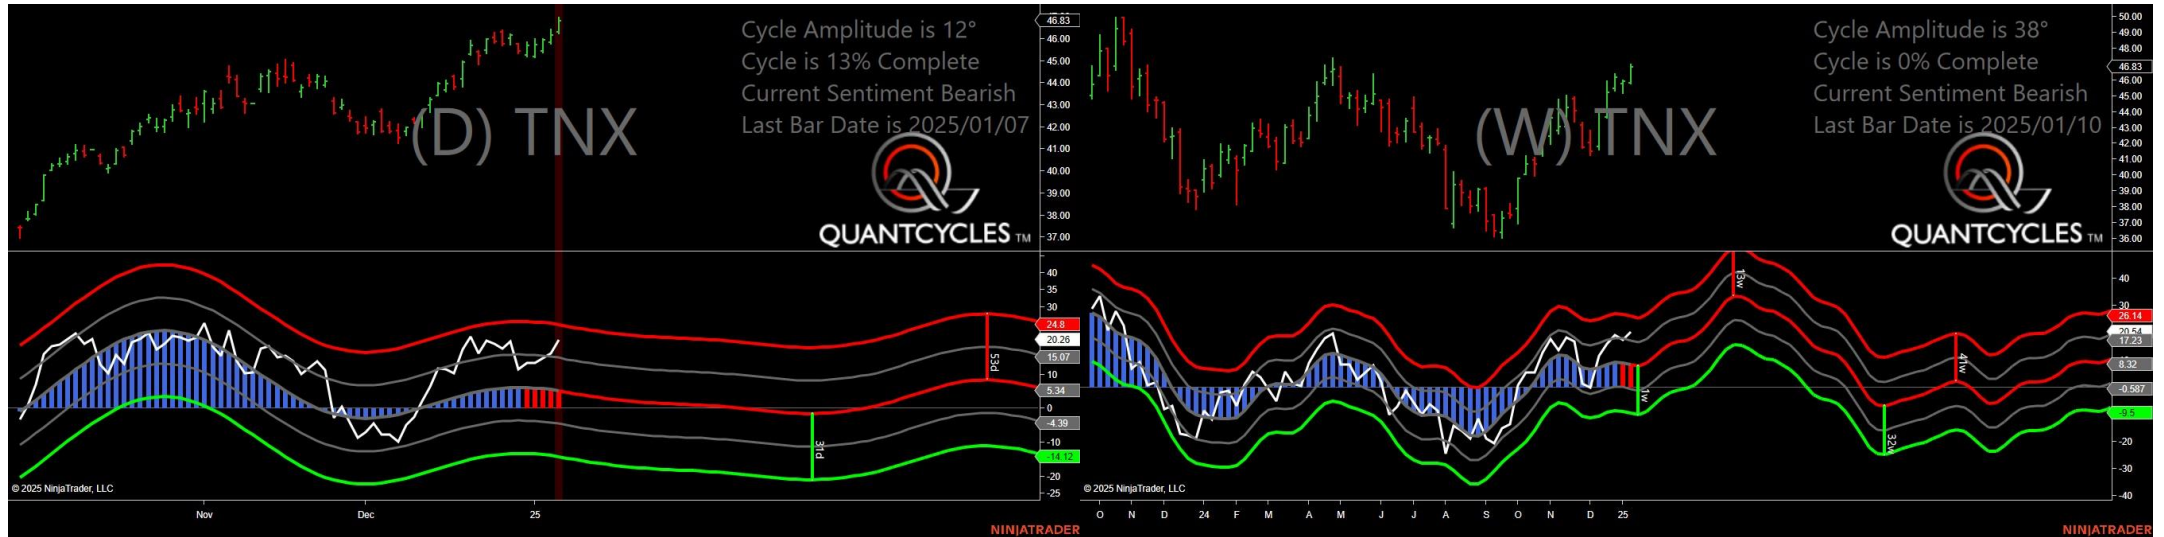 Cycle Amplitude is 12°
Cycle is 13% Complete
Current Sentiment Bearish
Last Bar Date is 2025/01/07
(D) TNX
QUANTCYCLES TM
46.83
46.00
45.00
44.00
43.00
42.00
41.00
40.00
39.00
38.00
37.00
40
35
30
24.8
20.26
15.07
10
5.34
0
-4.39
-10
-14.12
-20
-25
53d
31d
© 2025 NinjaTrader, LLC
Nov
Dec
25
NINJATRADER
Cycle Amplitude is 38°
Cycle is 0% Complete
Current Sentiment Bearish
Last Bar Date is 2025/01/10
(W) TNX
QUANTCYCLES TM
50.00
49.00
48.00
46.83
46.00
45.00
44.00
43.00
42.00
41.00
40.00
39.00
38.00
37.00
36.00
40
30
26.14
20.54
17.23
8.32
-0.587
-9.5
-20
-30
-40
13w
41w
1w
32w
© 2025 NinjaTrader, LLC
O N D 24 F M A M J J A S O N D 25
NINJATRADER